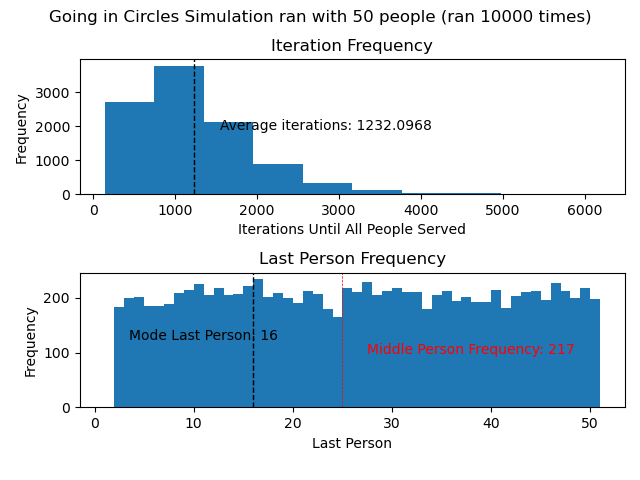 Going in Circles Simulation ran with 50 people (ran 10000 times)
Iteration Frequency
Frequency
3000
2000
1000
0
Average iterations: 1232.0968
0 1000 2000 3000 4000 5000 6000
Iterations Until All People Served
Last Person Frequency
Frequency
200
100
0
Mode Last Person: 16
Middle Person Frequency: 217
0 10 20 30 40 50
Last Person